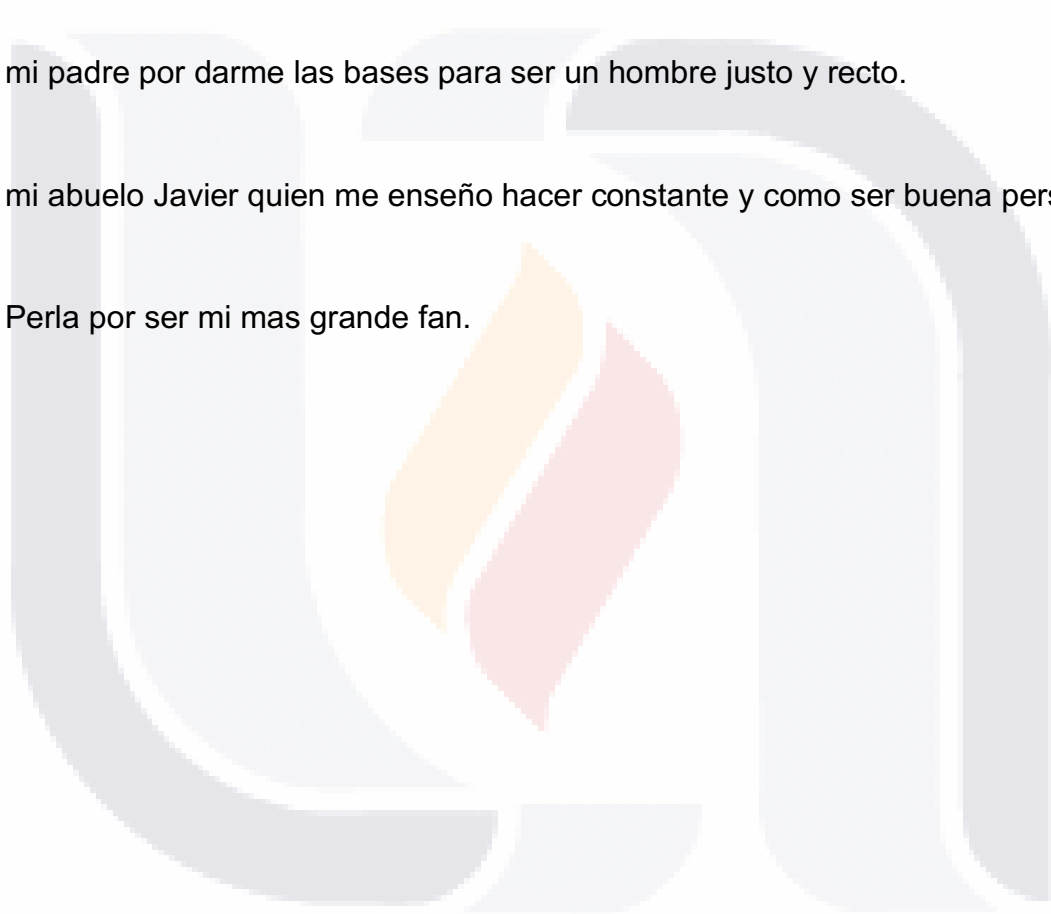 mi padre por darme las bases para ser un hombre justo y recto.
mi abuelo Javier quien me enseño hacer constante y como ser buena
Perla por ser mi mas grande fan.